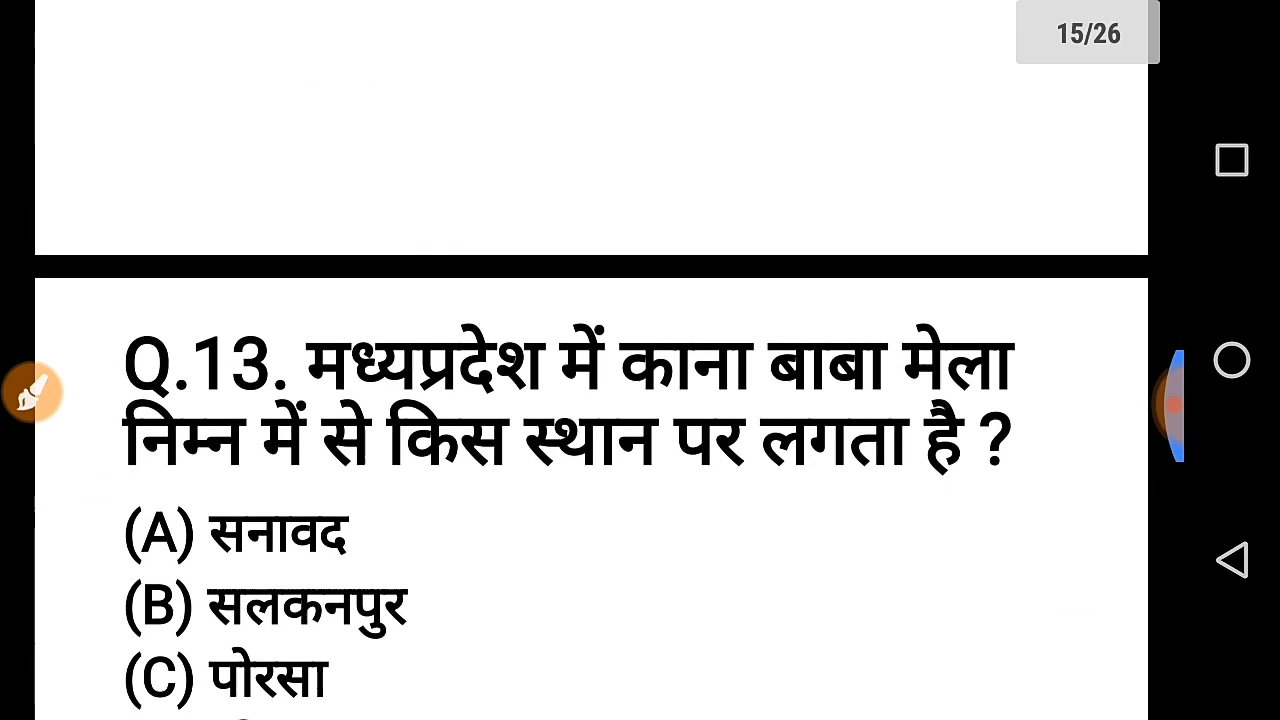 15/26
Q.13. मध्यप्रदेश में काना बाबा मेला
निम्न में से किस स्थान पर लगता है ?
(A) सनावद
(B) सलकनपुर
(C) पोरसा